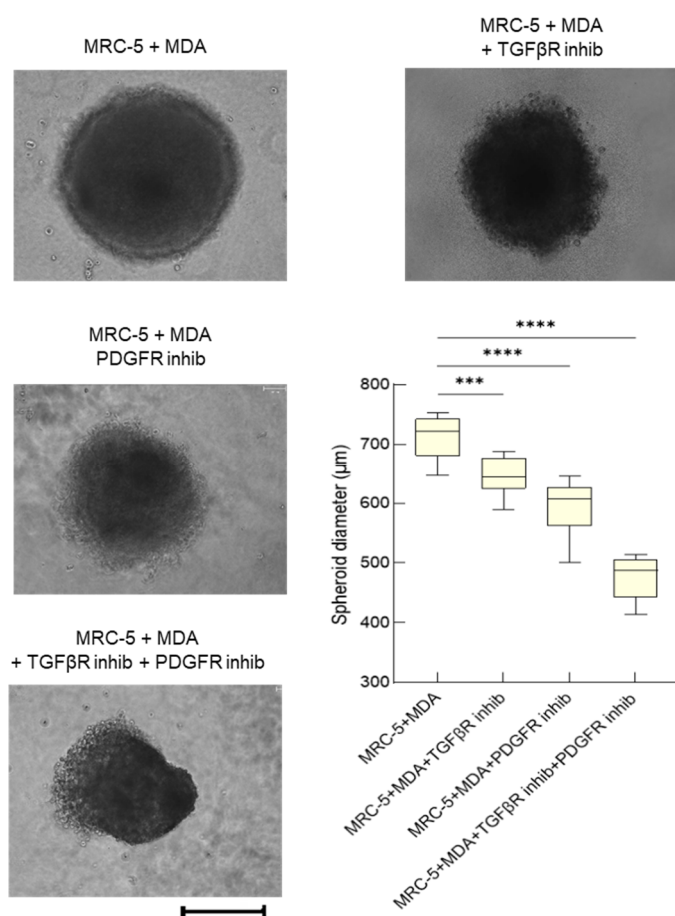 MRC-5 + MDA
MRC-5 + MDA
+ TGFβR inhib
MRC-5 + MDA
PDGFR inhib
MRC-5 + MDA
+ TGFβR inhib + PDGFR inhib
****
****
***
Spheroid diameter (µm)
800
700
600
500
400
300
MRC-5+MDA
MRC-5+MDA+TGFβR inhib
MRC-5+MDA+PDGFR inhib
MRC-5+MDA+TGFβR inhib+PDGFR inhib